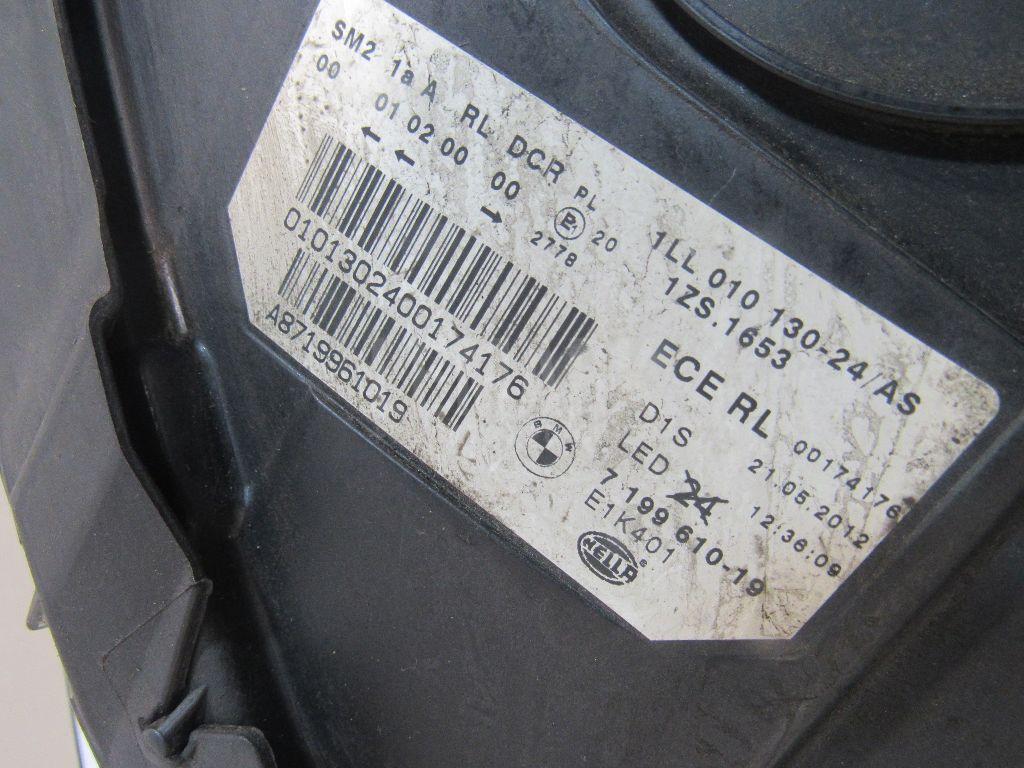 SM2 1a A RL DCR PL
00 01 02 00 00
← ← →
E1 20
2778
0101302400174176
A8719961019
1LL 010 130-24/AS
1ZS.1653
ECE RL
D1S
LED 24
BMW
7 199 610-19
E1K401
HELLA
00174176
21.05.2012
12:36:09